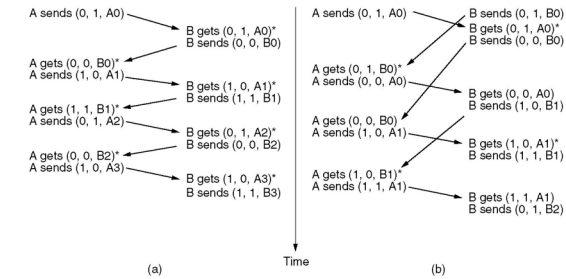 A sends (0, 1, A0)
B gets (0, 1, A0)*
B sends (0, 0, B0)
A gets (0, 0, B0)*
A sends (1, 0, A1)
B gets (1, 0, A1)*
B sends (1, 1, B1)
A gets (1, 1, B1)*
A sends (0, 1, A2)
B gets (0, 1, A2)*
B sends (0, 0, B2)
A gets (0, 0, B2)*
A sends (1, 0, A3)
B gets (1, 0, A3)*
B sends (1, 1, B3)
(a)
Time
A sends (0, 1, A0)
B sends (0, 1, B0)
B gets (0, 1, A0)*
B sends (0, 0, B0)
A gets (0, 1, B0)*
A sends (0, 0, A0)
B gets (0, 0, A0)
B sends (1, 0, B1)
A gets (0, 0, B0)
A sends (1, 0, A1)
B gets (1, 0, A1)*
B sends (1, 1, B1)
A gets (1, 0, B1)*
A sends (1, 1, A1)
B gets (1, 1, A1)
B sends (0, 1, B2)
(b)